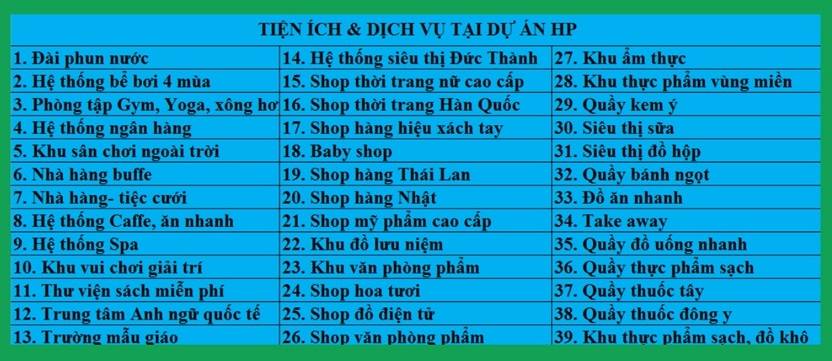 TIỆN ÍCH & DỊCH VỤ TẠI DỰ ÁN HP
1. Đài phun nước
2. Hệ thống bể bơi 4 mùa
3. Phòng tập Gym, Yoga, xông hơ
4. Hệ thống ngân hàng
5. Khu sân chơi ngoài trời
6. Nhà hàng buffe
7. Nhà hàng- tiệc cưới
8. Hệ thống Caffe, ăn nhanh
9. Hệ thống Spa
10. Khu vui chơi giải trí
11. Thư viện sách miễn phí
12. Trung tâm Anh ngữ quốc tế
13. Trường mẫu giáo
14. Hệ thống siêu thị Đức Thành
15. Shop thời trang nữ cao cấp
16. Shop thời trang Hàn Quốc
17. Shop hàng hiệu xách tay
18. Baby shop
19. Shop hàng Thái Lan
20. Shop hàng Nhật
21. Shop mỹ phẩm cao cấp
22. Khu đồ lưu niệm
23. Khu văn phòng phẩm
24. Shop hoa tươi
25. Shop đồ điện tử
26. Shop văn phòng phẩm
27. Khu ẩm thực
28. Khu thực phẩm vùng miền
29. Quầy kem ý
30. Siêu thị sữa
31. Siêu thị đồ hộp
32. Quầy bánh ngọt
33. Đồ ăn nhanh
34. Take away
35. Quầy đồ uống nhanh
36. Quầy thực phẩm sạch
37. Quầy thuốc tây
38. Quầy thuốc đông y
39. Khu thực phẩm sạch, đồ khô